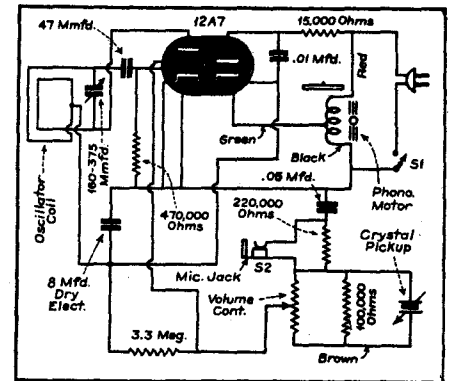 12A7
47 Mmfd.
15,000 Ohms
.01 Mfd.
Red
Green
Black
S1
Phono.
Motor
160-375
Mmfd.
Oscillator
Coil
470,000
Ohms
.05 Mfd.
220,000
Ohms
Crystal
Pickup
Mic. Jack
S2
8 Mfd.
Dry
Elect.
Volume
Cont.
100,000
Ohms
3.3 Meg.
Brown